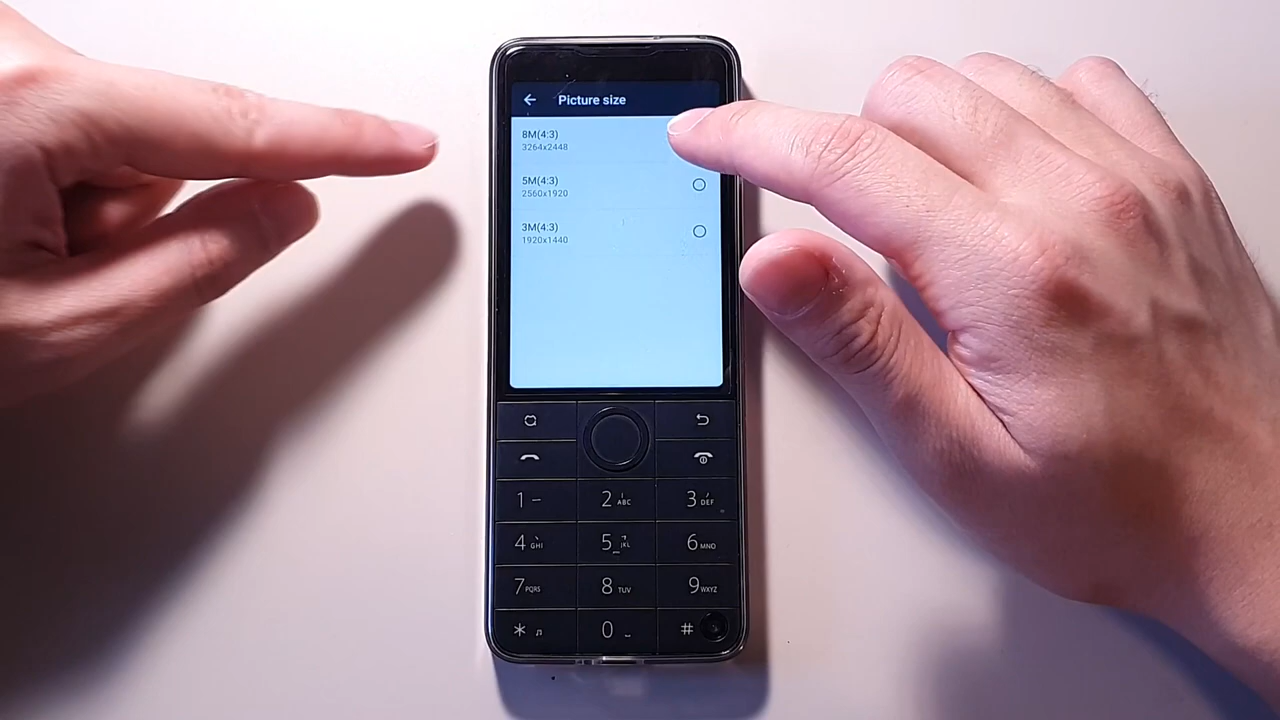 Picture size
8M(4:3)
3264x2448
5M(4:3)
2560x1920
3M(4:3)
1920x1440
1
2 ABC
3 DEF
4 GHI
5 JKL
6 MNO
7 PQRS
8 TUV
9 WXYZ
* 0 #